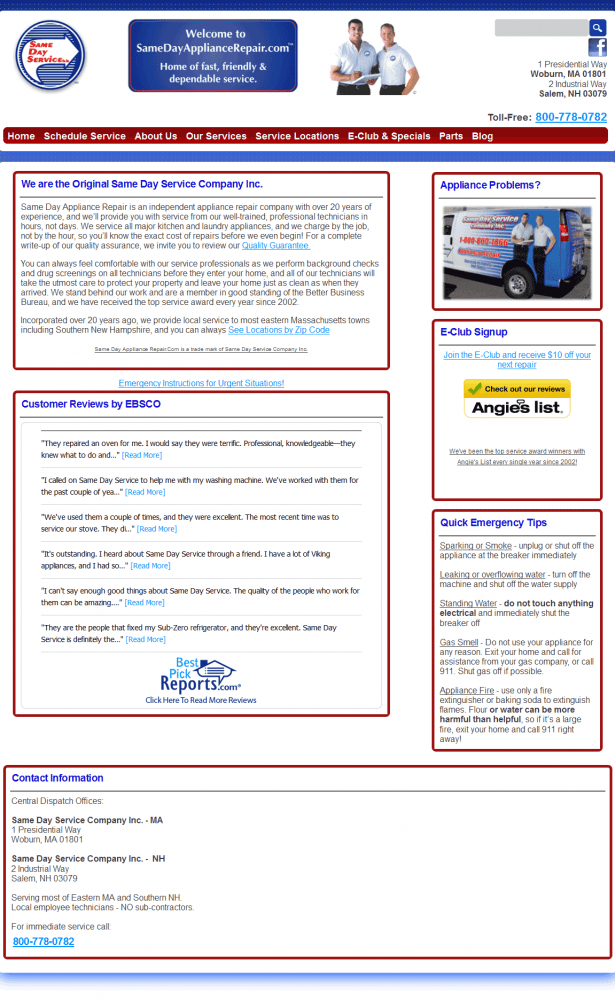 SAME
DAY
SERVICE
Welcome to
SameDayApplianceRepair.com™
Home of fast, friendly &
dependable service.
1 Presidential Way
Woburn, MA 01801
2 Industrial Way
Salem, NH 03079
Toll-Free: 800-778-0782
Home Schedule Service About Us Our Services Service Locations E-Club & Specials Parts Blog
We are the Original Same Day Service Company Inc.
Same Day Appliance Repair is an independent appliance repair company with over 20 years of
experience, and we'll provide you with service from our well-trained, professional technicians in
hours, not days. We service all major kitchen and laundry appliances, and we charge by the job,
not by the hour, so you'll know the exact cost of repairs before we even begin! For a complete
write-up of our quality assurance, we invite you to review our Quality Guarantee.
You can always feel comfortable with our service professionals as we perform background checks
and drug screenings on all technicians before they enter your home, and all of our technicians will
take the utmost care to protect your property and leave your home just as clean as when they
arrived. We stand behind our work and are a member in good standing of the Better Business
Bureau, and we have received the top service award every year since 2002.
Incorporated over 20 years ago, we provide local service to most eastern Massachusetts towns
including Southern New Hampshire, and you can always See Locations by Zip Code
Same Day Appliance Repair.Com is a trade mark of Same Day Service Company Inc.
Emergency Instructions for Urgent Situations!
Customer Reviews by EBSCO
"They repaired an oven for me. I would say they were terrific. Professional, knowledgeable—they
knew what to do and..." [Read More]
"I called on Same Day Service to help me with my washing machine. We've worked with them for
the past couple of yea..." [Read More]
"We've used them a couple of times, and they were excellent. The most recent time was to
service our stove. They di..." [Read More]
"It's outstanding. I heard about Same Day Service through a friend. I have a lot of Viking
appliances, and I had so..." [Read More]
"I can't say enough good things about Same Day Service. The quality of the people who work for
them can be amazing...." [Read More]
"They are the people that fixed my Sub-Zero refrigerator, and they're excellent. Same Day
Service is definitely the..." [Read More]
Best
Pick
Reports.com®
Click Here To Read More Reviews
Appliance Problems?
Same Day Service
Company Inc.
E-Club Signup
Join the E-Club and receive $10 off your
next repair
Check out our reviews
Angie's list.
We've been the top service award winners with
Angie's List every single year since 2002!
Quick Emergency Tips
Sparking or Smoke - unplug or shut off the
appliance at the breaker immediately
Leaking or overflowing water - turn off the
machine and shut off the water supply
Standing Water - do not touch anything
electrical and immediately shut the
breaker off
Gas Smell - Do not use your appliance for
any reason. Exit your home and call for
assistance from your gas company, or call
911. Shut gas off if possible.
Appliance Fire - use only a fire
extinguisher or baking soda to extinguish
flames. Flour or water can be more
harmful than helpful, so if it's a large
fire, exit your home and call 911 right
away!
Contact Information
Central Dispatch Offices:
Same Day Service Company Inc. - MA
1 Presidential Way
Woburn, MA 01801
Same Day Service Company Inc. - NH
2 Industrial Way
Salem, NH 03079
Serving most of Eastern MA and Southern NH.
Local employee technicians - NO sub-contractors.
For immediate service call:
800-778-0782